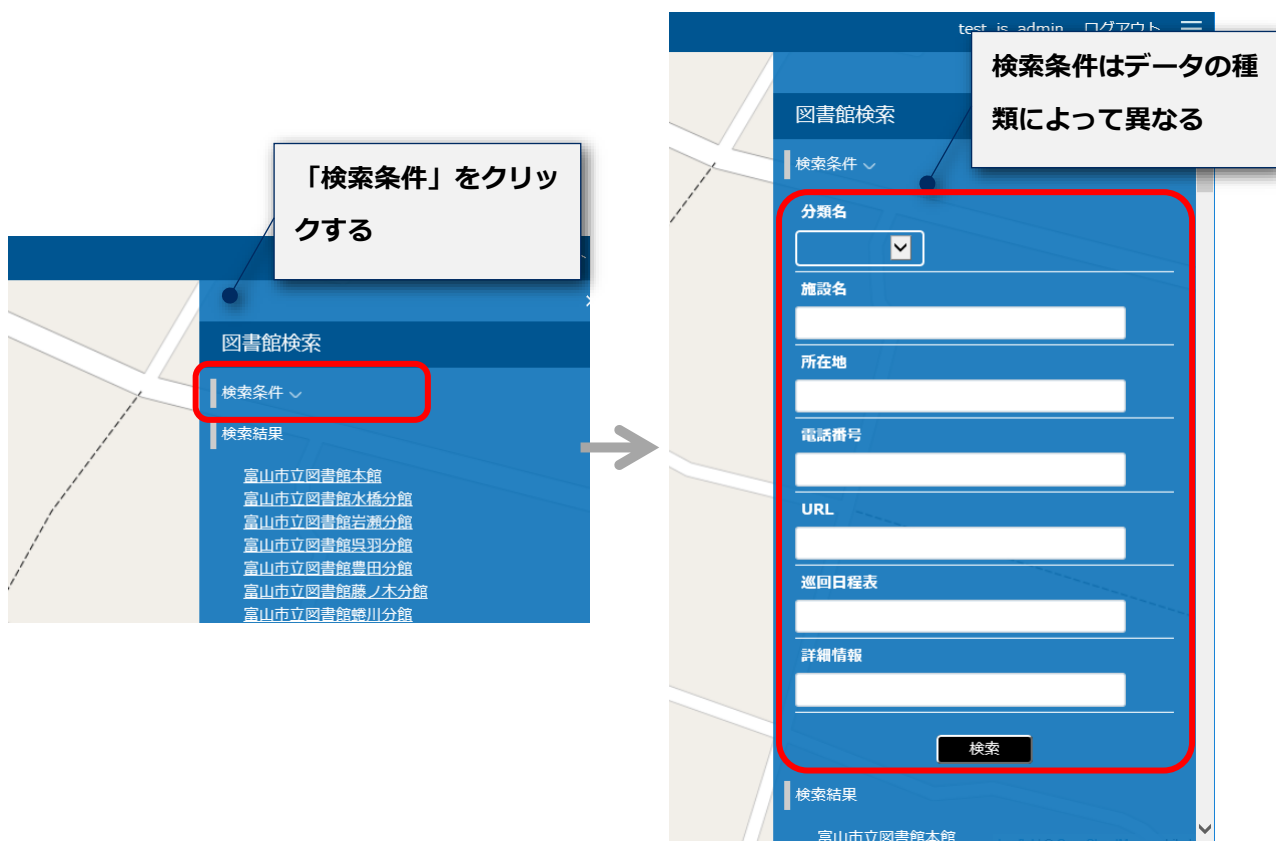 「検索条件」をクリッ
クする
図書館検索
検索条件
検索結果
富山市立図書館本館
富山市立図書館水橋分館
富山市立図書館岩瀬分館
富山市立図書館呉羽分館
富山市立図書館豊田分館
富山市立図書館藤ノ木分館
富山市立図書館蜷川分館
test_is_admin ログアウト
検索条件はデータの種
類によって異なる
図書館検索
検索条件
分類名
施設名
所在地
電話番号
URL
巡回日程表
詳細情報
検索
検索結果
富山市立図書館本館